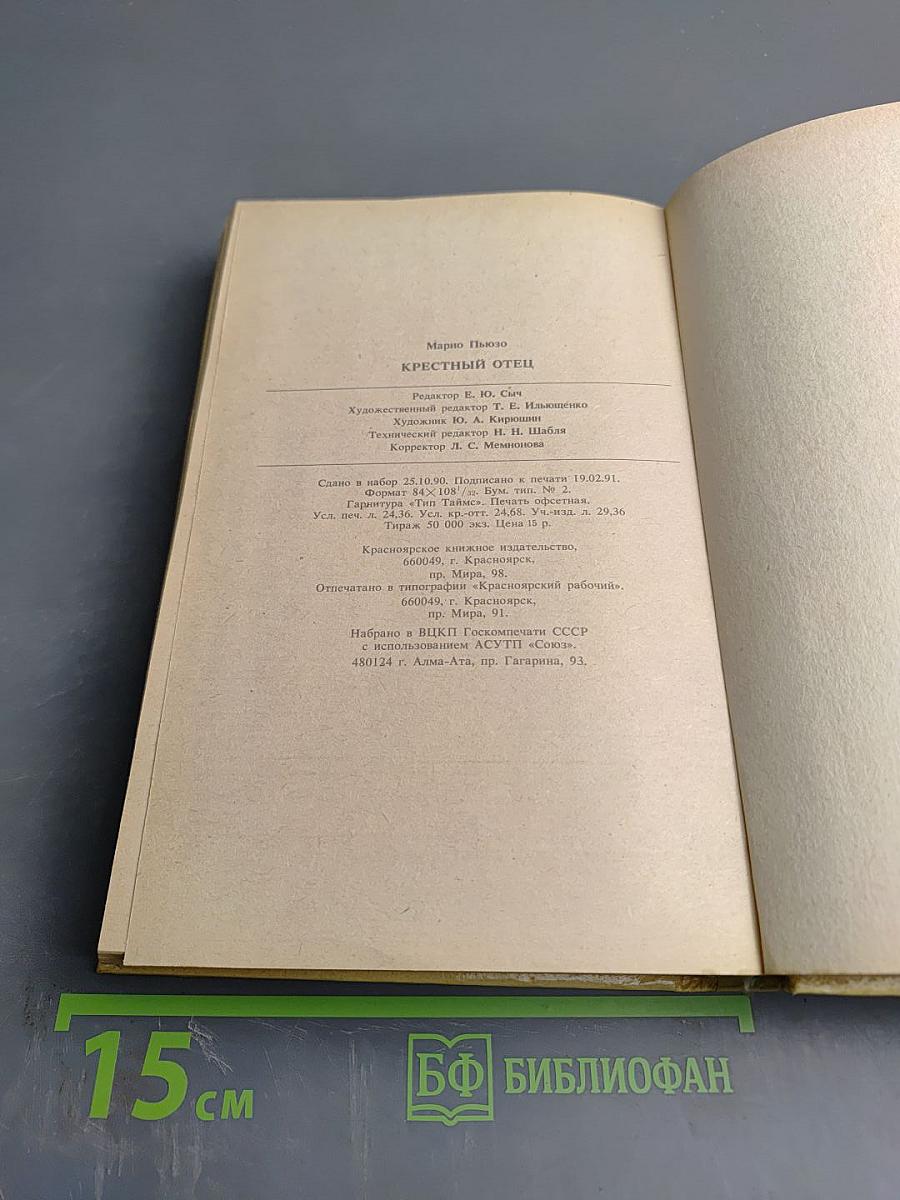 Марио Пьюзо
КРЕСТНЫЙ ОТЕЦ
Редактор Е. Ю. Сыч
Художественный редактор Т. Е. Ильющенко
Художник Ю. А. Кирюшин
Технический редактор Н. Н. Шабля
Корректор Л. С. Мемнонова
Сдано в набор 25.10.90. Подписано к печати 19.02.91.
Формат 84×108¹/₃₂. Бум. тип. № 2.
Гарнитура «Тип Таймс». Печать офсетная.
Усл. печ. л. 24,36. Усл. кр.-отт. 24,68. Уч.-изд. л. 29,36
Тираж 50 000 экз. Цена 15 р.
Красноярское книжное издательство,
660049, г. Красноярск,
пр. Мира, 98.
Отпечатано в типографии «Красноярский рабочий».
660049, г. Красноярск,
пр. Мира, 91.
Набрано в ВЦКП Госкомпечати СССР
с использованием АСУТП «Союз».
480124 г. Алма-Ата, пр. Гагарина, 93.
15 см
БФ БИБЛИОФАН